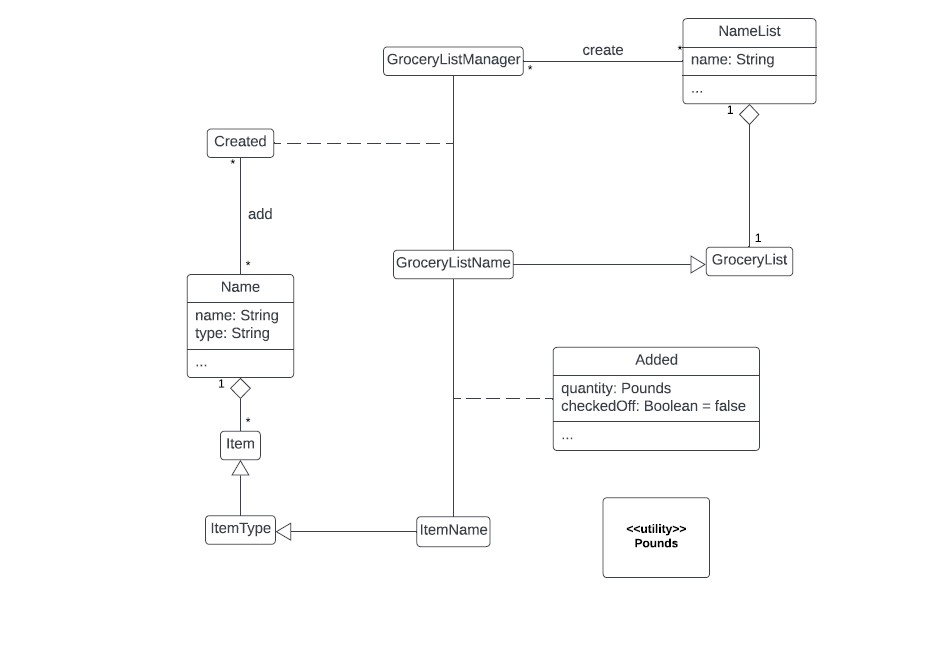 NameList
GroceryListManager
create
*
*
name: String
...
1
Created
*
add
*
1
GroceryListName
GroceryList
Name
name: String
type: String
...
Added
quantity: Pounds
checkedOff: Boolean = false
...
1
*
Item
ItemType
ItemName
<<utility>>
Pounds